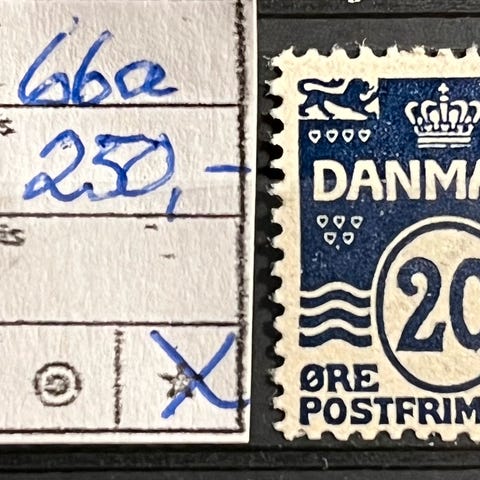 66a
250,-
X
DANMA
20
ØRE
POSTFRIM